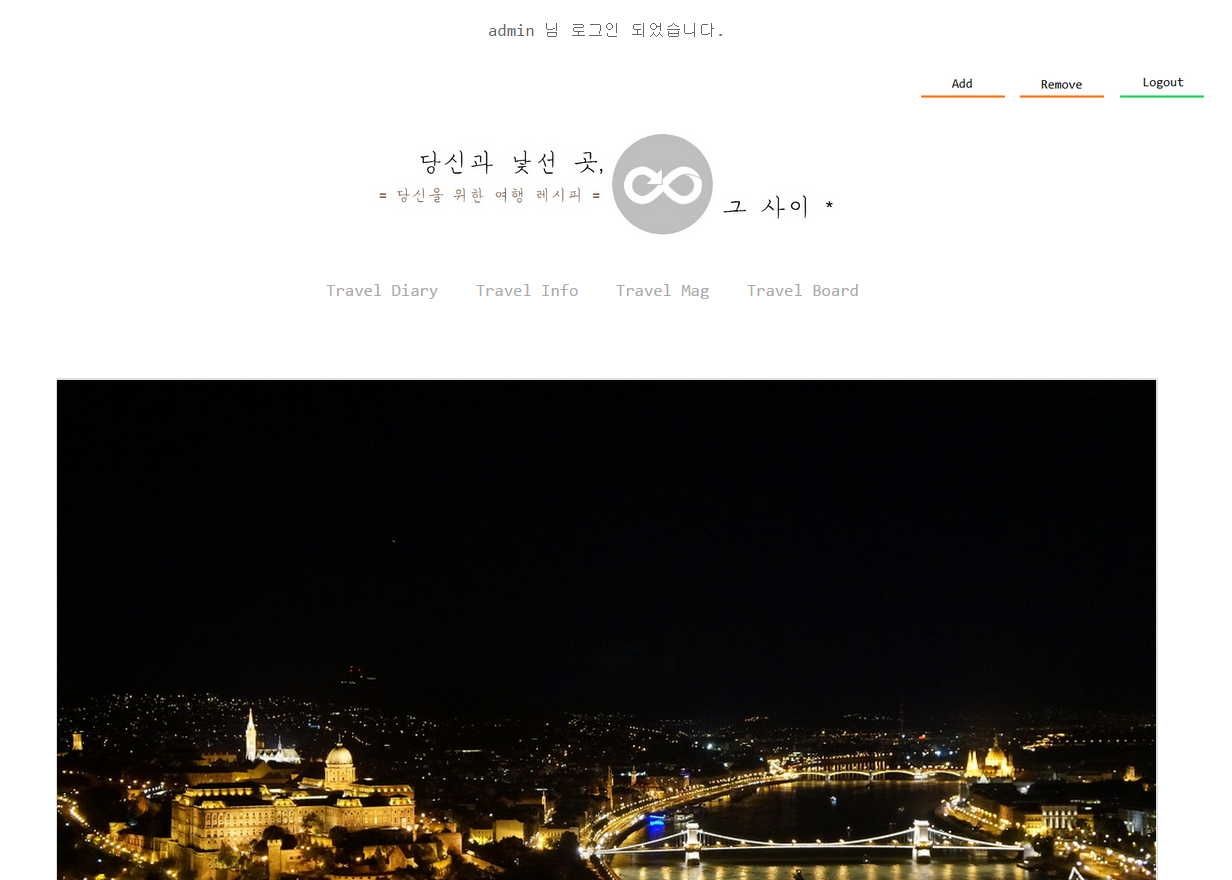 admin 님 로그인 되었습니다.
Add Remove Logout
당신과 낯선 곳,
= 당신을 위한 여행 레시피 =
그 사이 *
Travel Diary Travel Info Travel Mag Travel Board